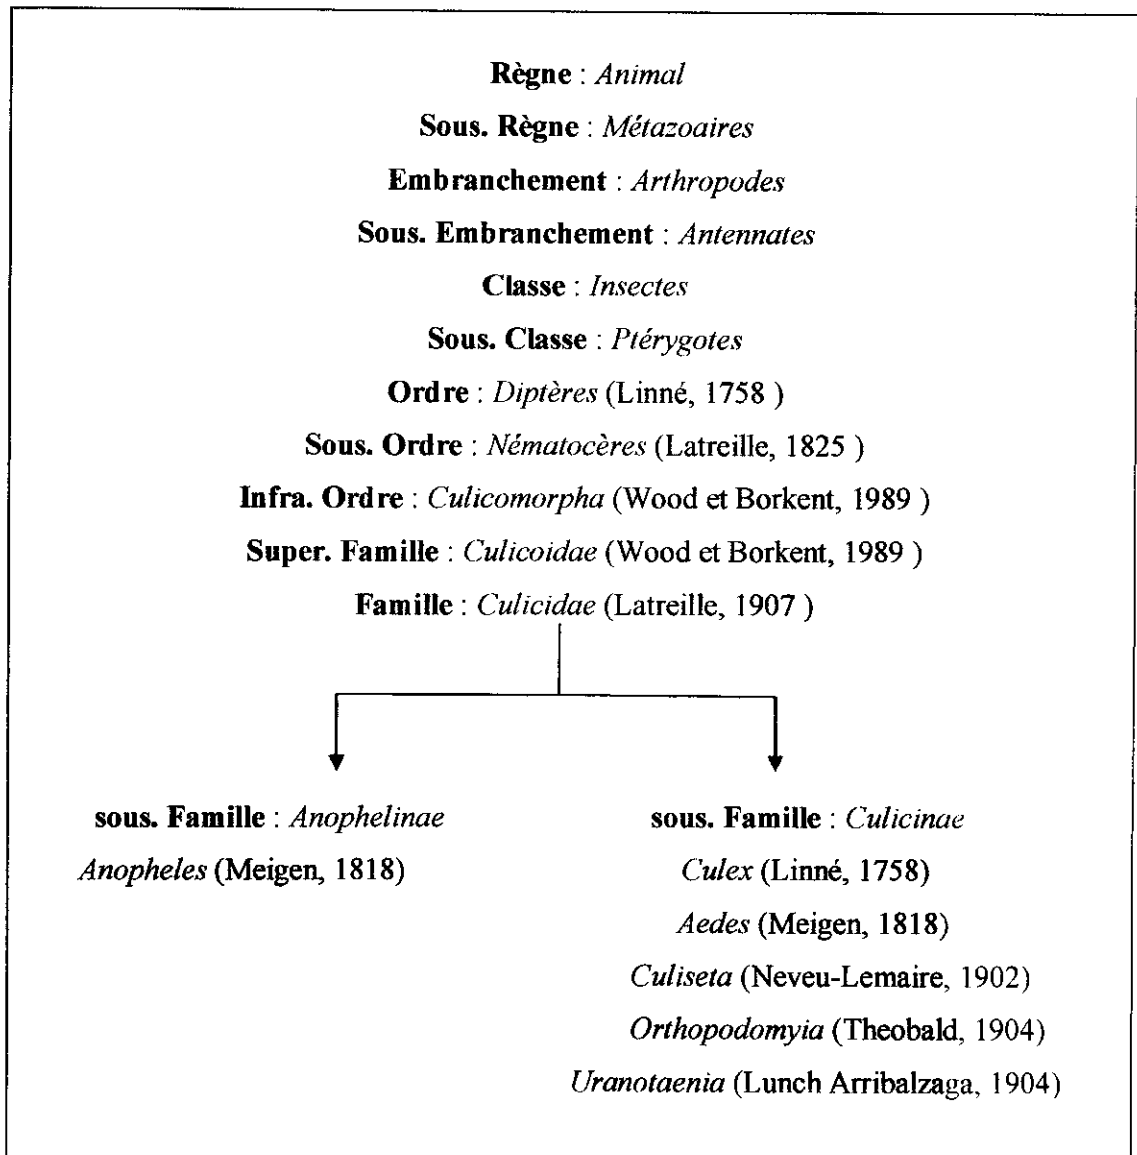 Règne : Animal
Sous. Règne : Métazoaires
Embranchement : Arthropodes
Sous. Embranchement : Antennates
Classe : Insectes
Sous. Classe : Ptérygotes
Ordre : Diptères (Linné, 1758 )
Sous. Ordre : Nématocères (Latreille, 1825 )
Infra. Ordre : Culicomorpha (Wood et Borkent, 1989 )
Super. Famille : Culicoidae (Wood et Borkent, 1989 )
Famille : Culicidae (Latreille, 1907 )
sous. Famille : Anophelinae
Anopheles (Meigen, 1818)
sous. Famille : Culicinae
Culex (Linné, 1758)
Aedes (Meigen, 1818)
Culiseta (Neveu-Lemaire, 1902)
Orthopodomyia (Theobald, 1904)
Uranotaenia (Lunch Arribalzaga, 1904)